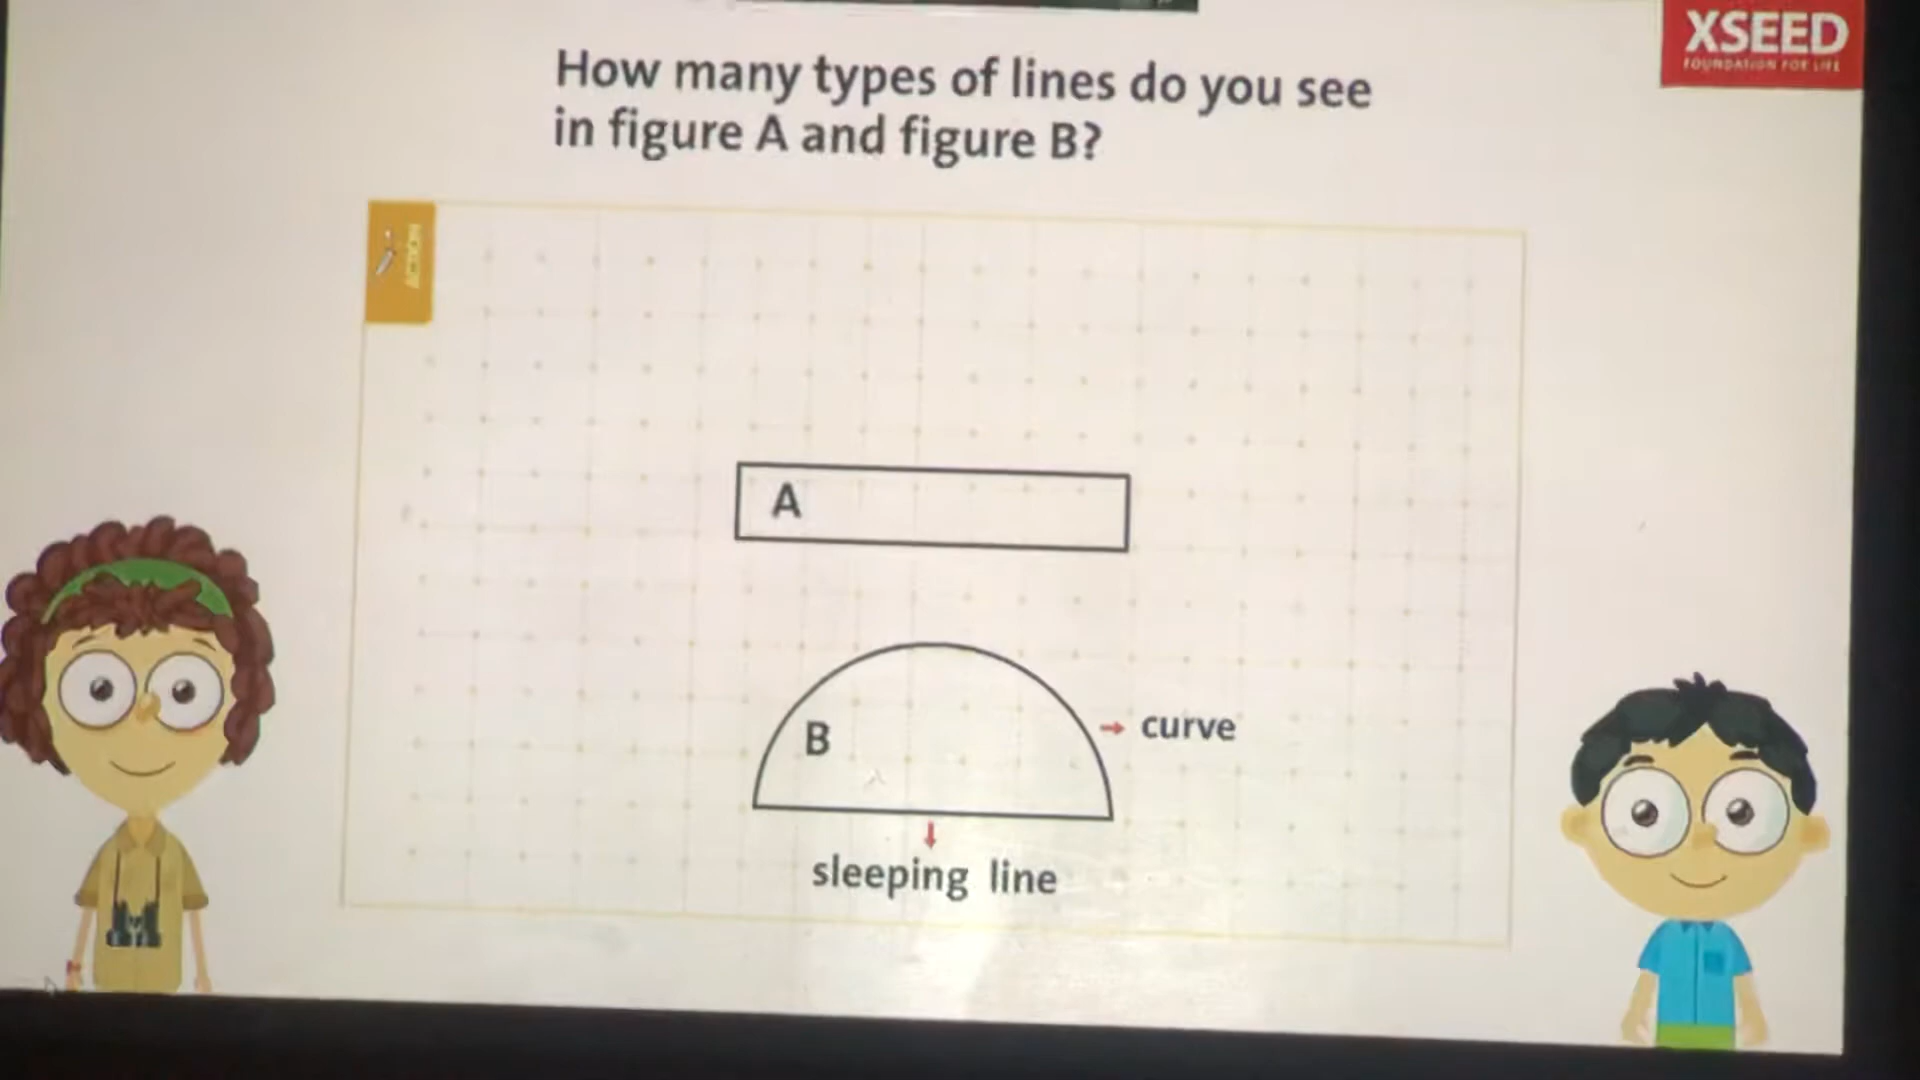 XSEED
FOUNDATION FOR LIFE
How many types of lines do you see
in figure A and figure B?
ACTION
A
B
curve
sleeping line